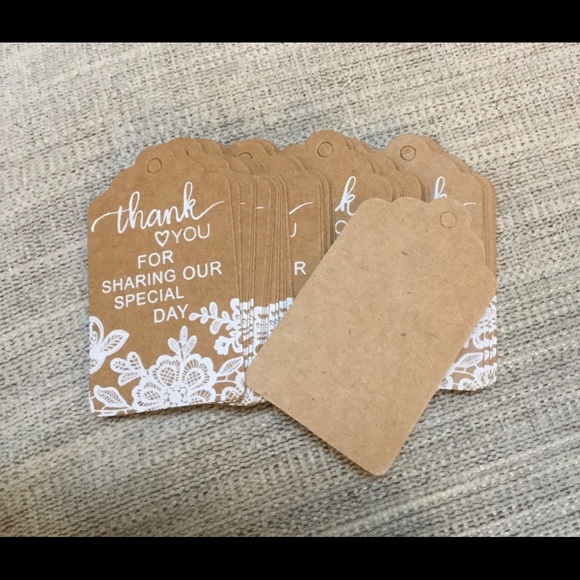 thank
♡YOU
FOR
SHARING OUR
SPECIAL
DAY
k
R
k